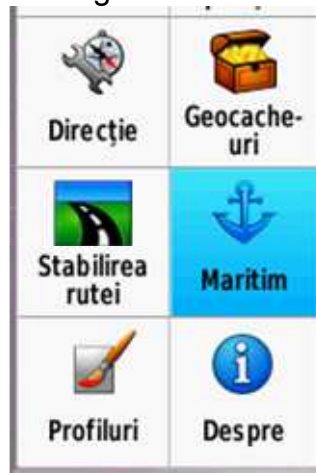 Direcție
Geocache-
uri
Stabilirea
rutei
Maritim
Profiluri
Despre